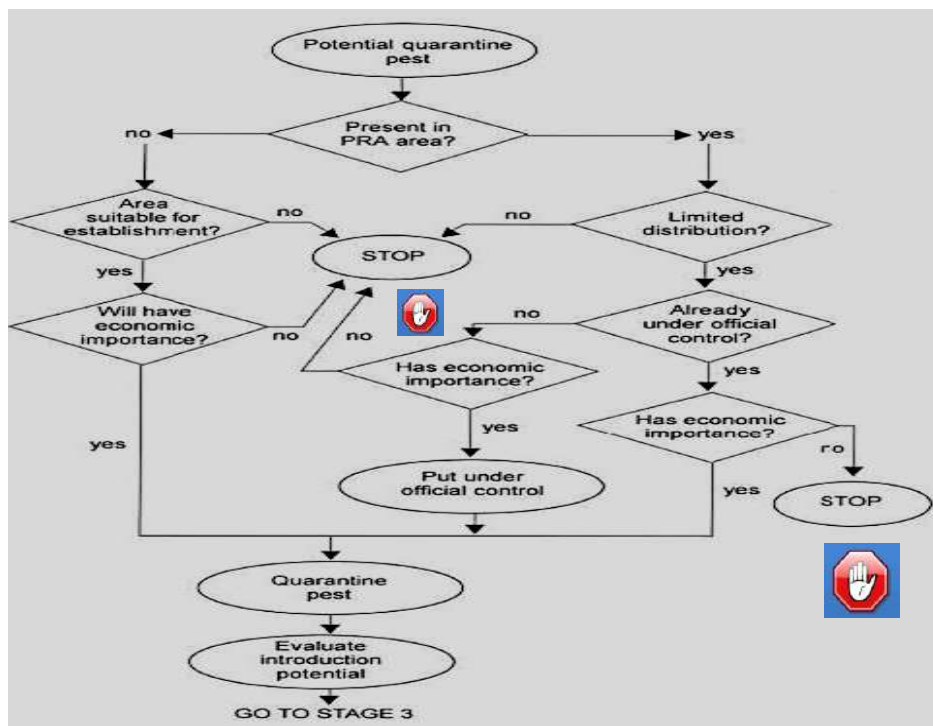 Potential quarantine
pest
no
Present in
PRA area?
yes
Area
suitable for
establishment?
no
STOP
no
Limited
distribution?
yes
yes
Will have
economic
importance?
no
no
no
Already
under official
control?
Has economic
importance?
yes
Has economic
importance?
yes
yes
no
Put under
official control
yes
STOP
Quarantine
pest
Evaluate
introduction
potential
GO TO STAGE 3